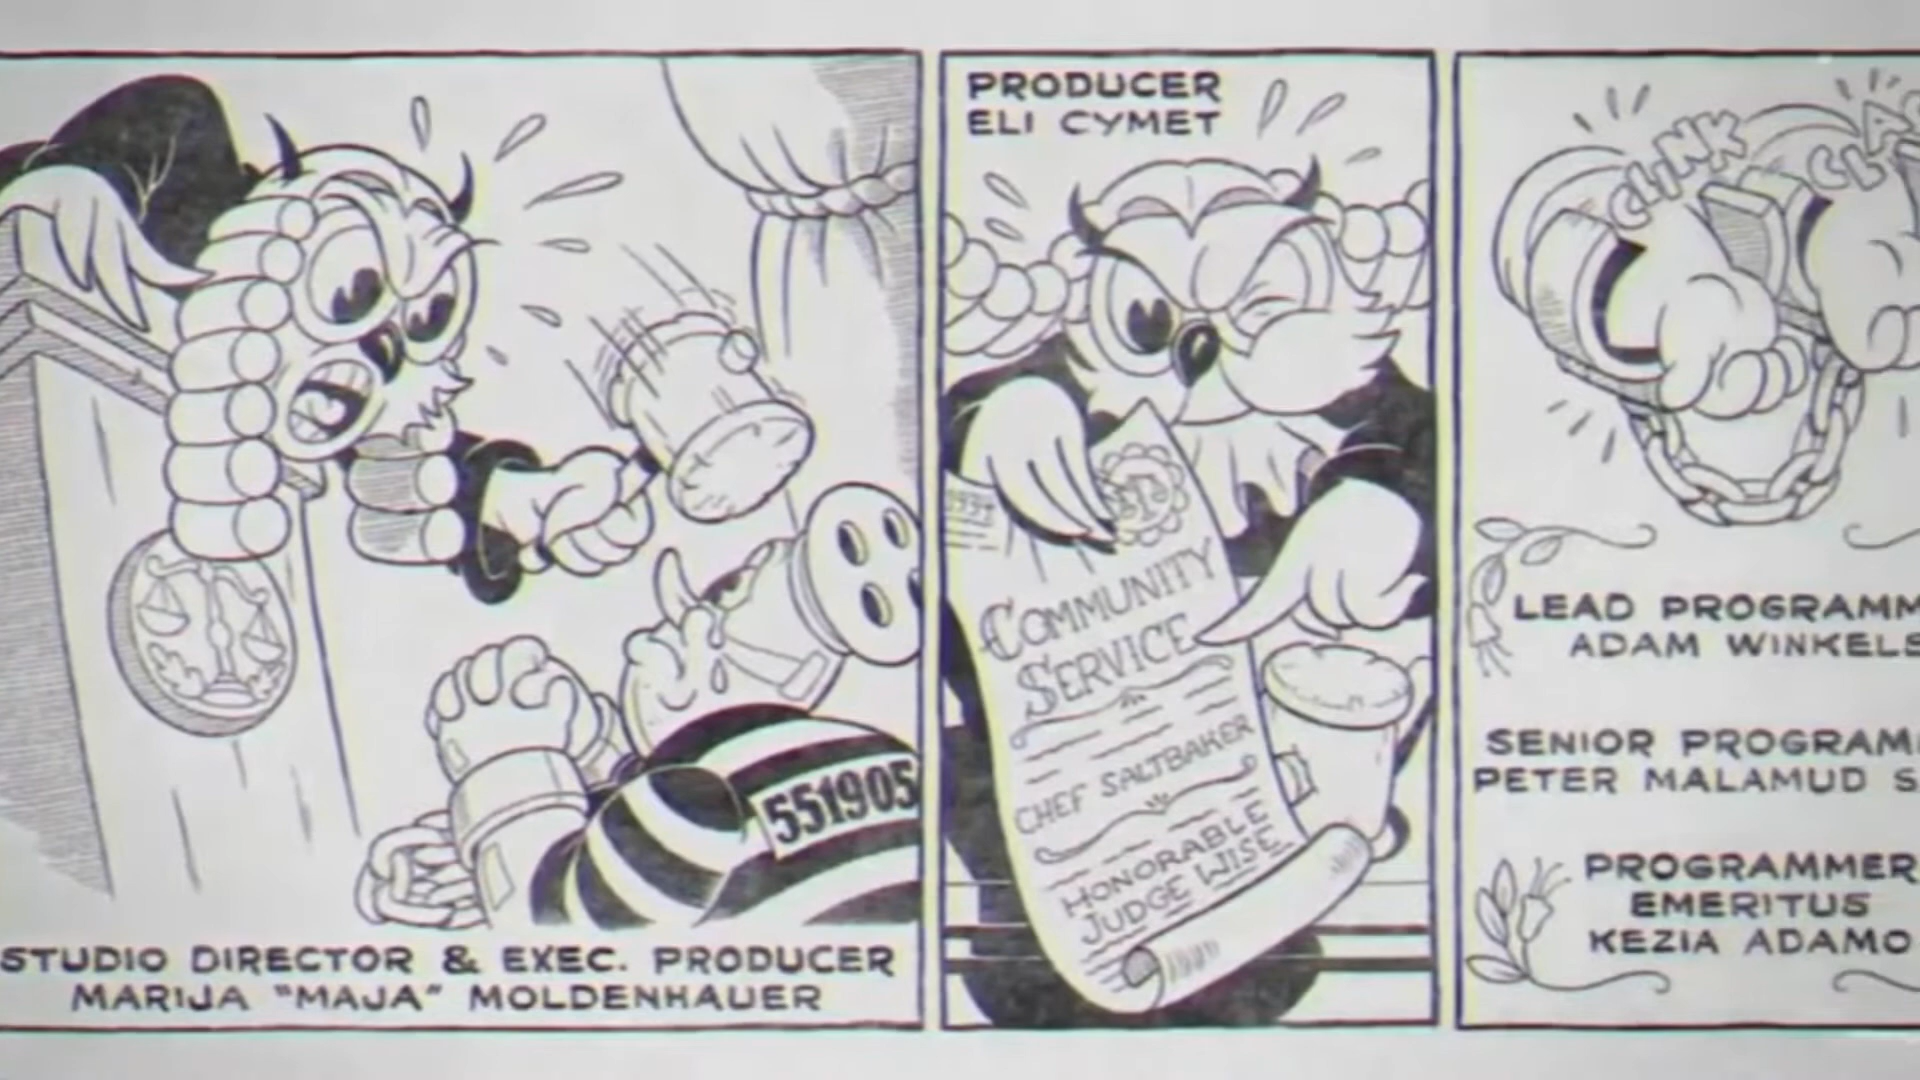 551905
STUDIO DIRECTOR & EXEC. PRODUCER
MARIJA "MAJA" MOLDENHAUER
PRODUCER
ELI CYMET
COMMUNITY
SERVICE
CHEF SALTBAKER
HONORABLE
JUDGE WISE
CLINK
LEAD PROGRAMM
ADAM WINKELS
SENIOR PROGRAM
PETER MALAMUD S
PROGRAMMER
EMERITUS
KEZIA ADAMO